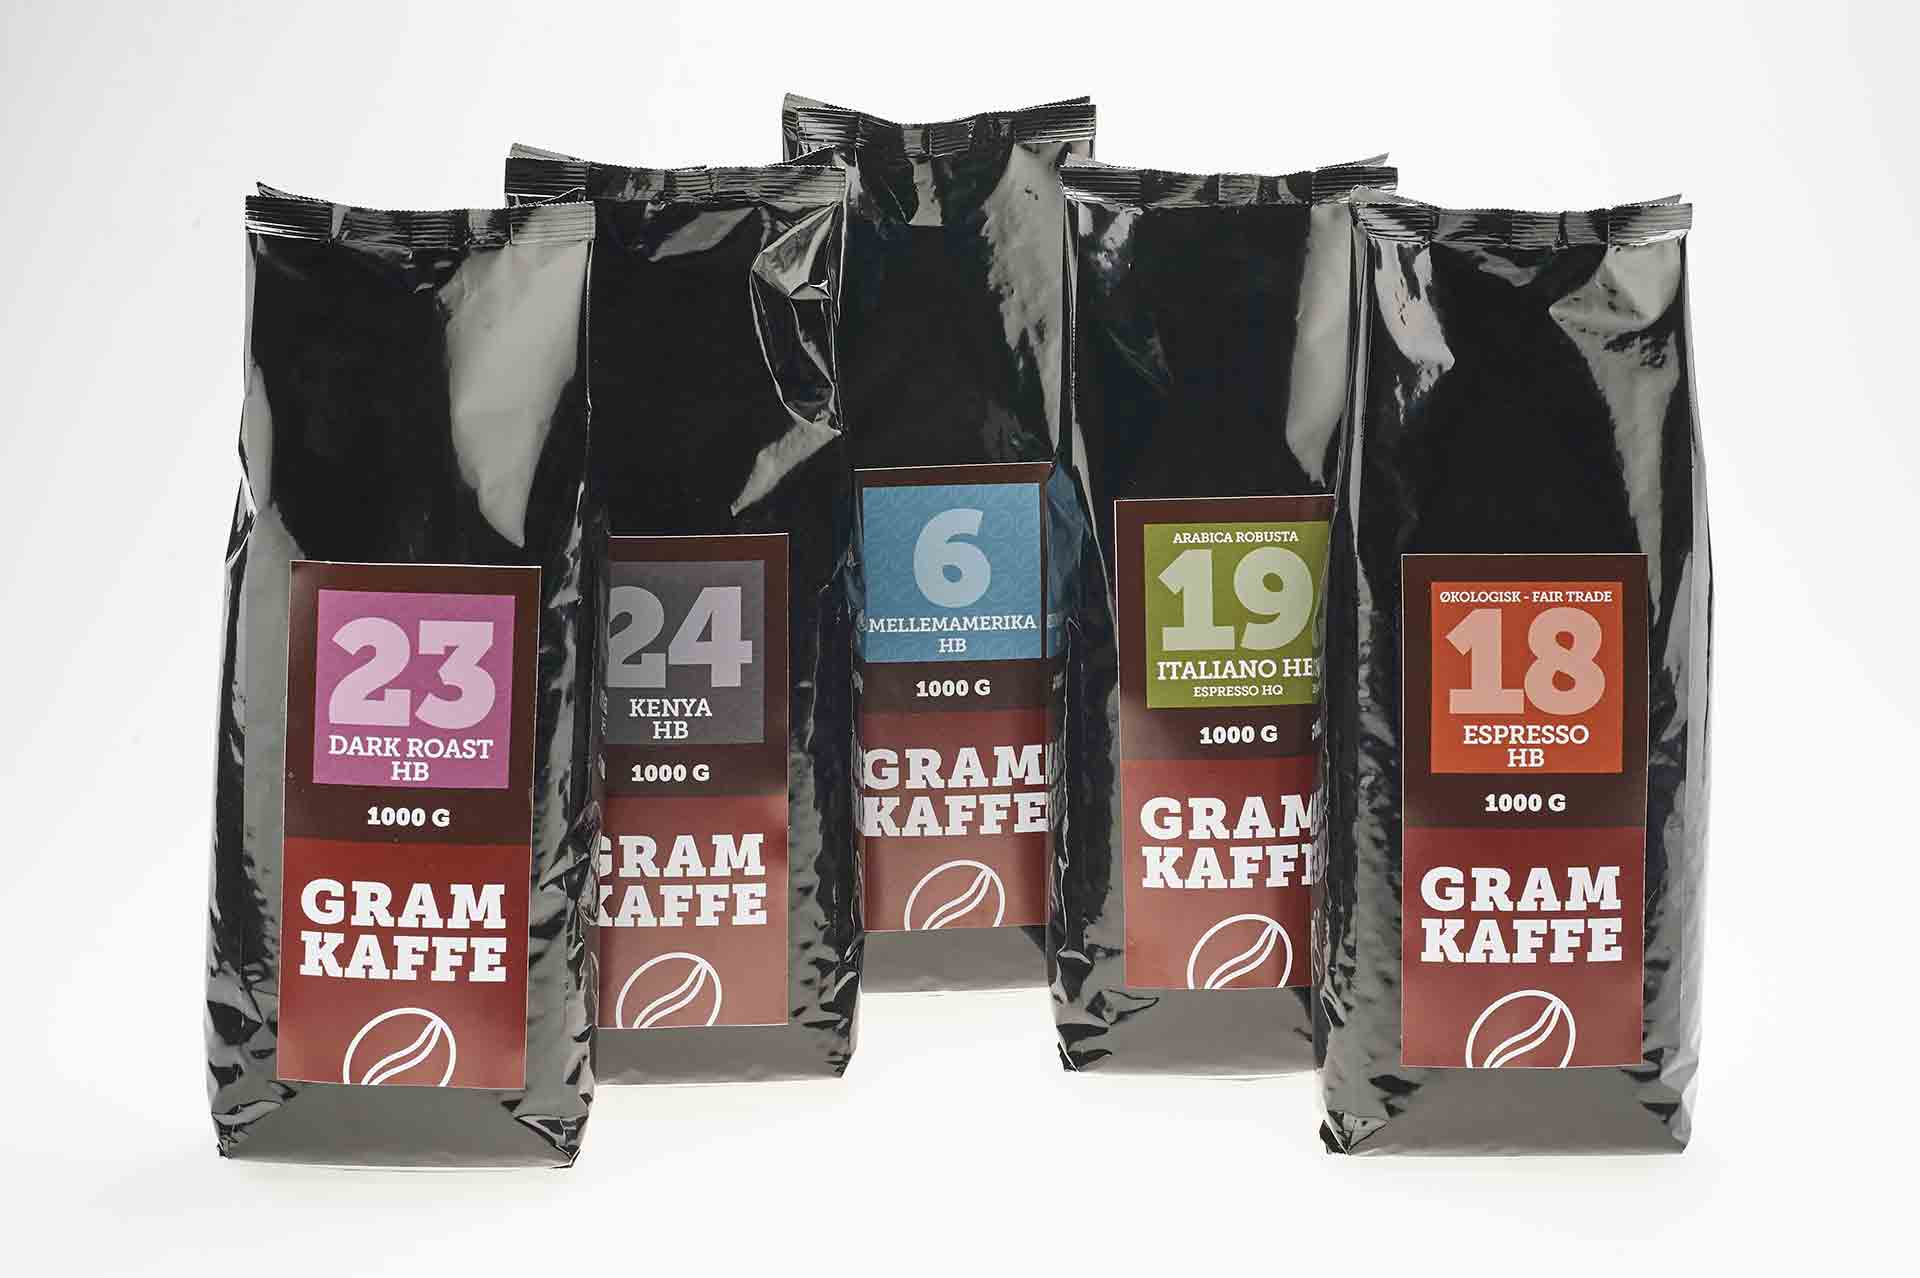 23
DARK ROAST
HB
1000 G
GRAM
KAFFE
24
KENYA
HB
1000 G
GRAM
KAFFE
6
MELLEMAMERIKA
HB
1000 G
GRAM
KAFFE
ARABICA ROBUSTA
19
ITALIANO HB
ESPRESSO HQ
1000 G
GRAM
KAFFE
ØKOLOGISK - FAIR TRADE
18
ESPRESSO
HB
1000 G
GRAM
KAFFE